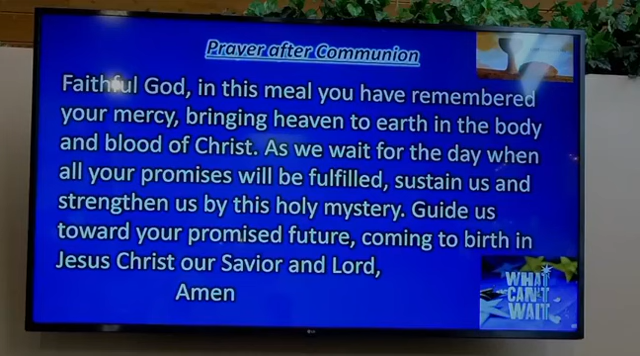 Prayer after Communion
Faithful God, in this meal you have remembered
your mercy, bringing heaven to earth in the body
and blood of Christ. As we wait for the day when
all your promises will be fulfilled, sustain us and
strengthen us by this holy mystery. Guide us
toward your promised future, coming to birth in
Jesus Christ our Savior and Lord,
Amen
WHAT
CAN'T
WAIT
LG